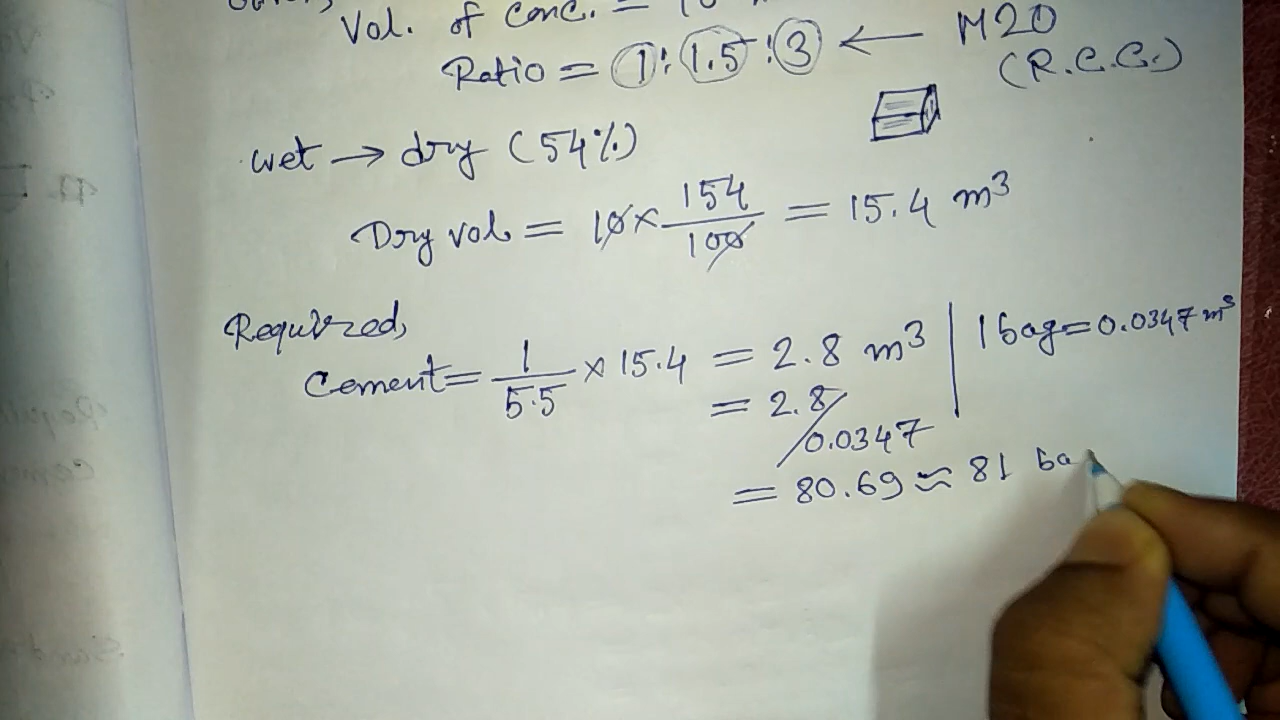 Vol. of conc. = 10
Ratio = 1 : 1.5 : 3 ← M20
(R.C.C.)
wet → dry (54%)
Dry vol. = 10 × 154/100 = 15.4 m³
Required,
Cement = 1/5.5 × 15.4 = 2.8 m³ | 1 bag = 0.0347 m³
= 2.8/0.0347
= 80.69 ≈ 81 ba